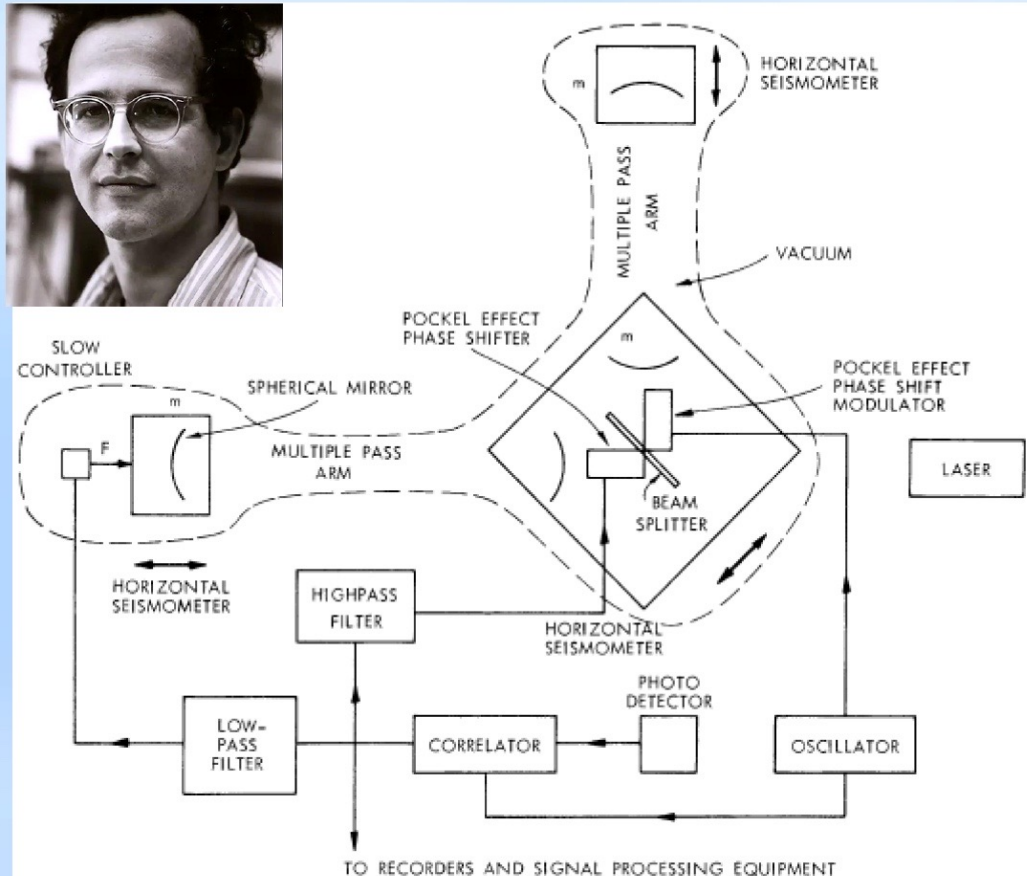 HORIZONTAL
SEISMOMETER
m
MULTIPLE PASS
ARM
VACUUM
POCKEL EFFECT
PHASE SHIFTER
m
SLOW
CONTROLLER
SPHERICAL MIRROR
m
POCKEL EFFECT
PHASE SHIFT
MODULATOR
F
MULTIPLE PASS
ARM
LASER
BEAM
SPLITTER
HORIZONTAL
SEISMOMETER
HIGHPASS
FILTER
HORIZONTAL
SEISMOMETER
PHOTO
DETECTOR
LOW-
PASS
FILTER
CORRELATOR
OSCILLATOR
TO RECORDERS AND SIGNAL PROCESSING EQUIPMENT